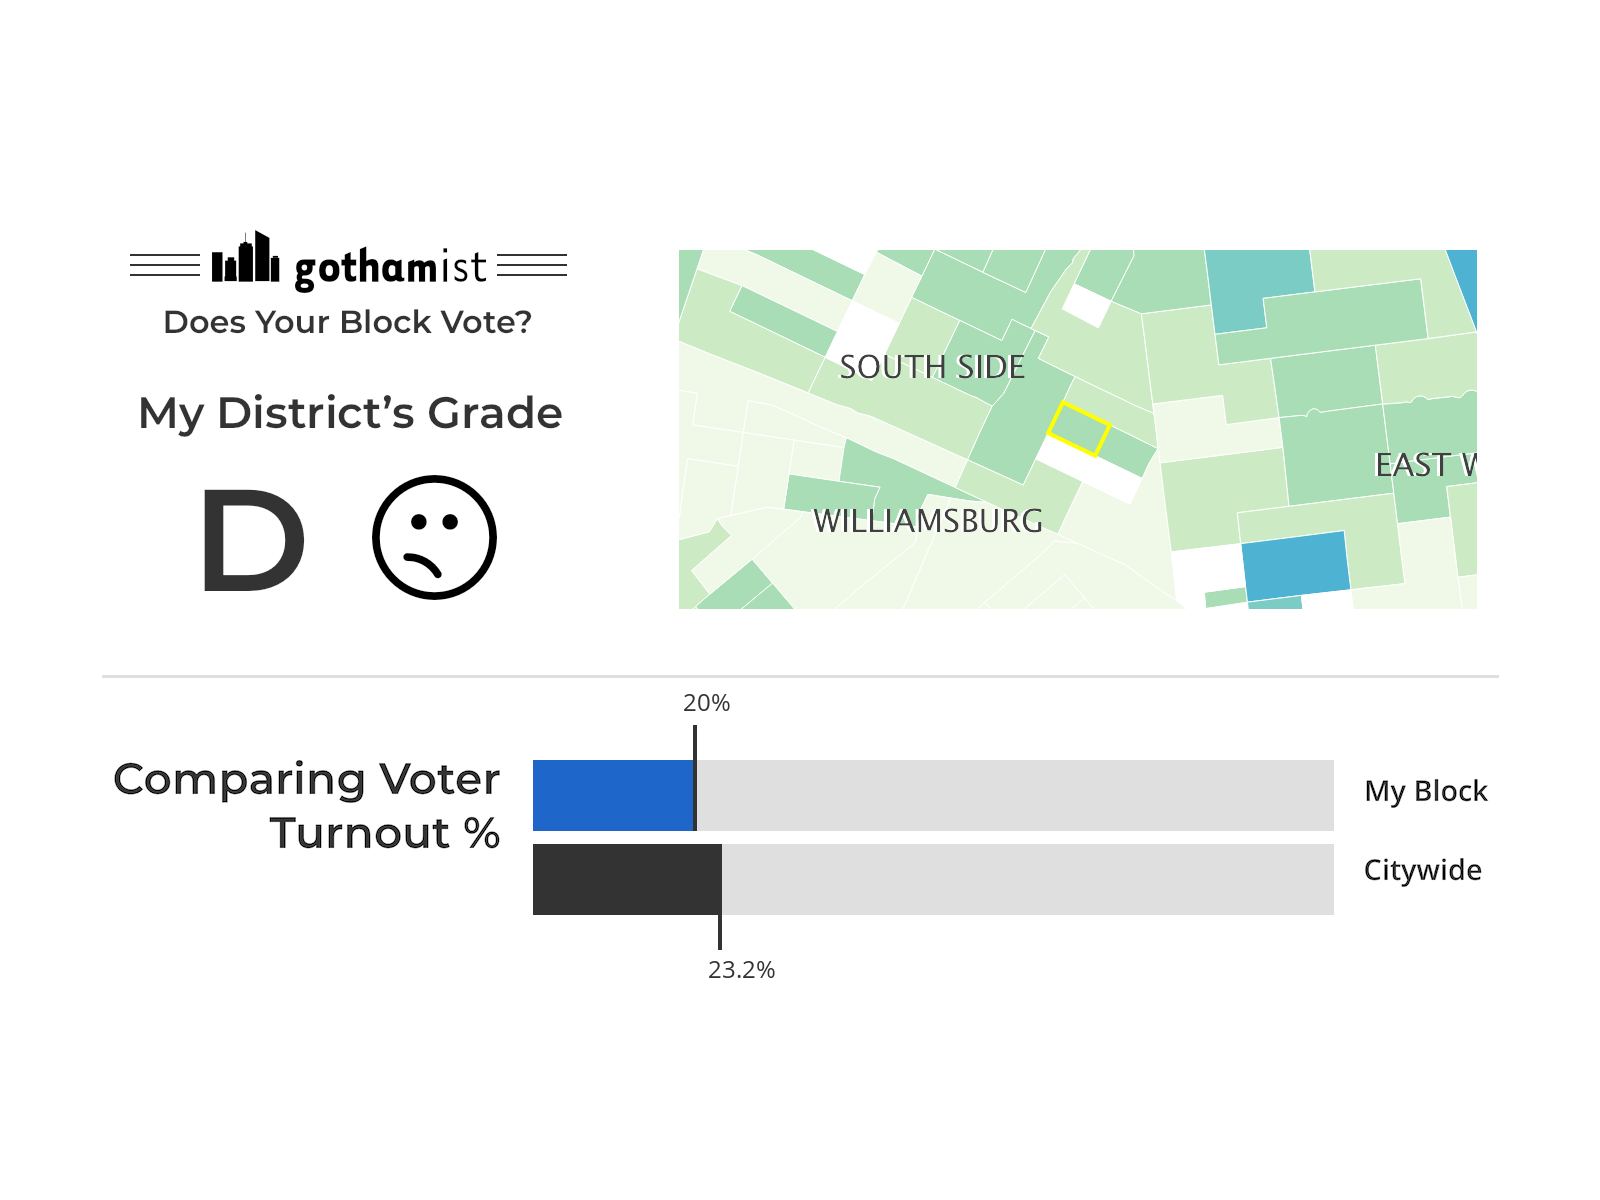 gothamist
Does Your Block Vote?
My District’s Grade
D
SOUTH SIDE
WILLIAMSBURG
EAST W
Comparing Voter
Turnout %
20%
My Block
Citywide
23.2%